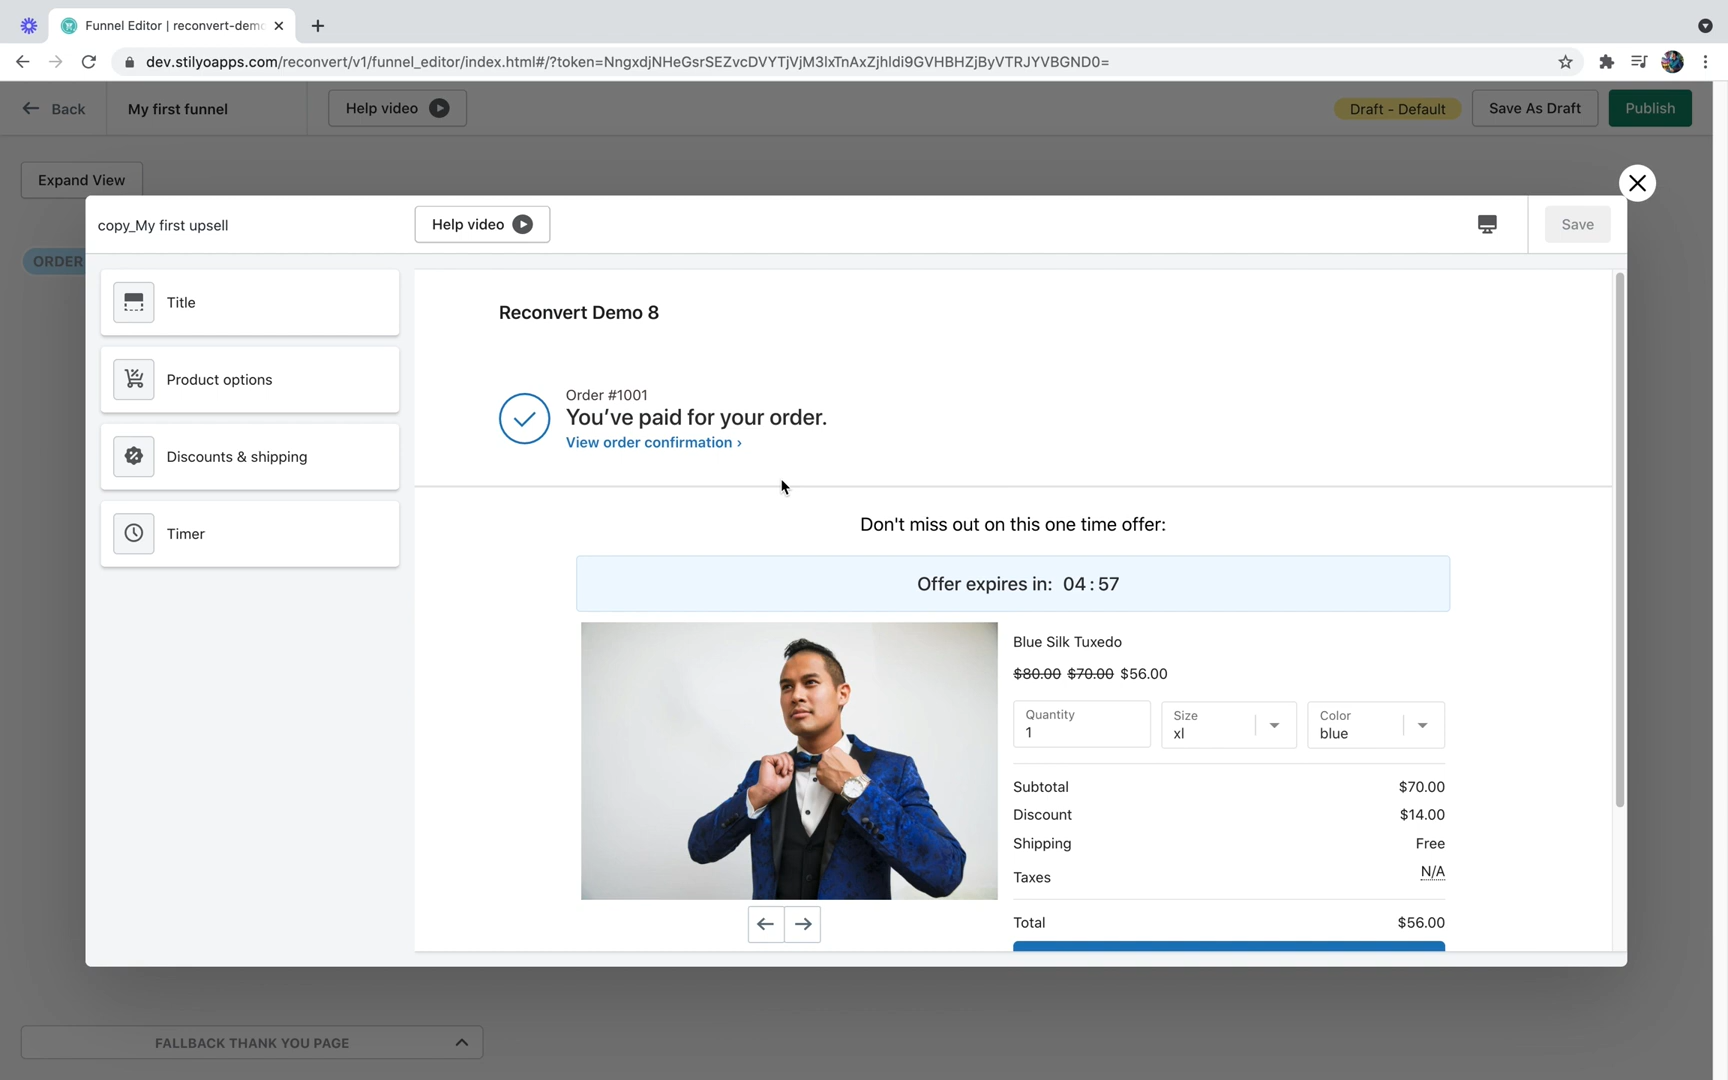 Funnel Editor | reconvert-demo
dev.stilyoapps.com/reconvert/v1/funnel_editor/index.html#/?token=NngxdjNHeGsrSEZvcDVYTjVjM3lxTnAxZjhldi9GVHBHZjByVTRJYVBGND0=
Back
My first funnel
Help video
Draft - Default
Save As Draft
Publish
Expand View
ORDER
copy_My first upsell
Help video
Save
Title
Product options
Discounts & shipping
Timer
Reconvert Demo 8
Order #1001
You've paid for your order.
View order confirmation ›
Don't miss out on this one time offer:
Offer expires in: 04 : 57
Blue Silk Tuxedo
$80.00 $70.00 $56.00
Quantity
1
Size
xl
Color
blue
Subtotal $70.00
Discount $14.00
Shipping Free
Taxes N/A
Total $56.00
FALLBACK THANK YOU PAGE